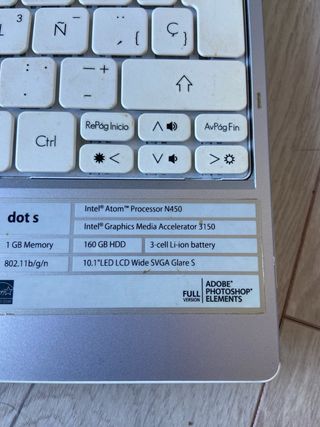 ³ Ñ ^ [ ` Ç
: . _ - ⇧
Ctrl RePág Inicio ∧ AvPág Fin
< ∨ >
dot s
Intel® Atom™ Processor N450
Intel® Graphics Media Accelerator 3150
1 GB Memory 160 GB HDD 3-cell Li-ion battery
802.11b/g/n 10.1"LED LCD Wide SVGA Glare S
FULL VERSION ADOBE® PHOTOSHOP® ELEMENTS